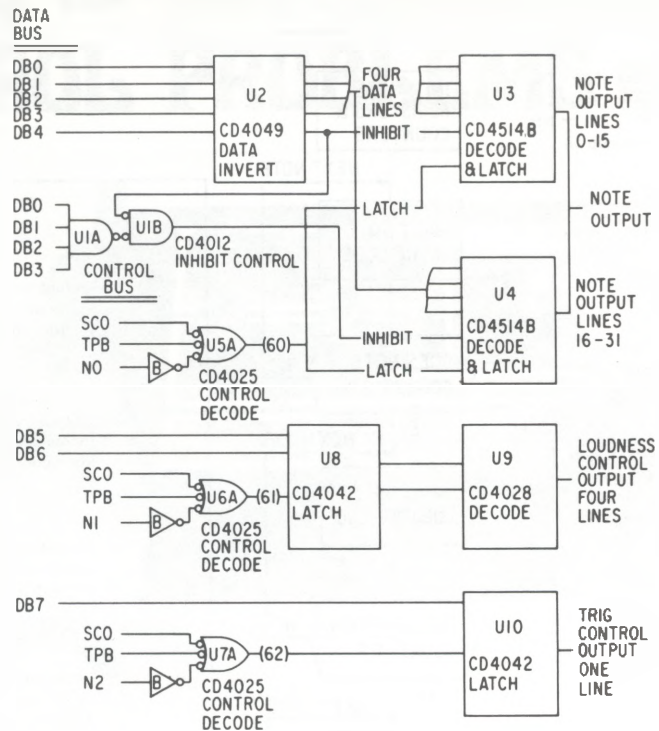 DATA
BUS
DB0
DB1
DB2
DB3
DB4
U2
CD4049
DATA
INVERT
FOUR
DATA
LINES
INHIBIT
U3
CD4514B
DECODE
& LATCH
NOTE
OUTPUT
LINES
0-15
LATCH
NOTE
OUTPUT
DB0
DB1
DB2
DB3
U1A
U1B
CD4012
INHIBIT CONTROL
CONTROL
BUS
SC0
TPB
N0
B
U5A
(60)
CD4025
CONTROL
DECODE
INHIBIT
LATCH
U4
CD4514B
DECODE
& LATCH
NOTE
OUTPUT
LINES
16-31
DB5
DB6
SC0
TPB
N1
B
U6A
(61)
CD4025
CONTROL
DECODE
U8
CD4042
LATCH
U9
CD4028
DECODE
LOUDNESS
CONTROL
OUTPUT
FOUR
LINES
DB7
SC0
TPB
N2
B
U7A
(62)
CD4025
CONTROL
DECODE
U10
CD4042
LATCH
TRIG
CONTROL
OUTPUT
ONE
LINE